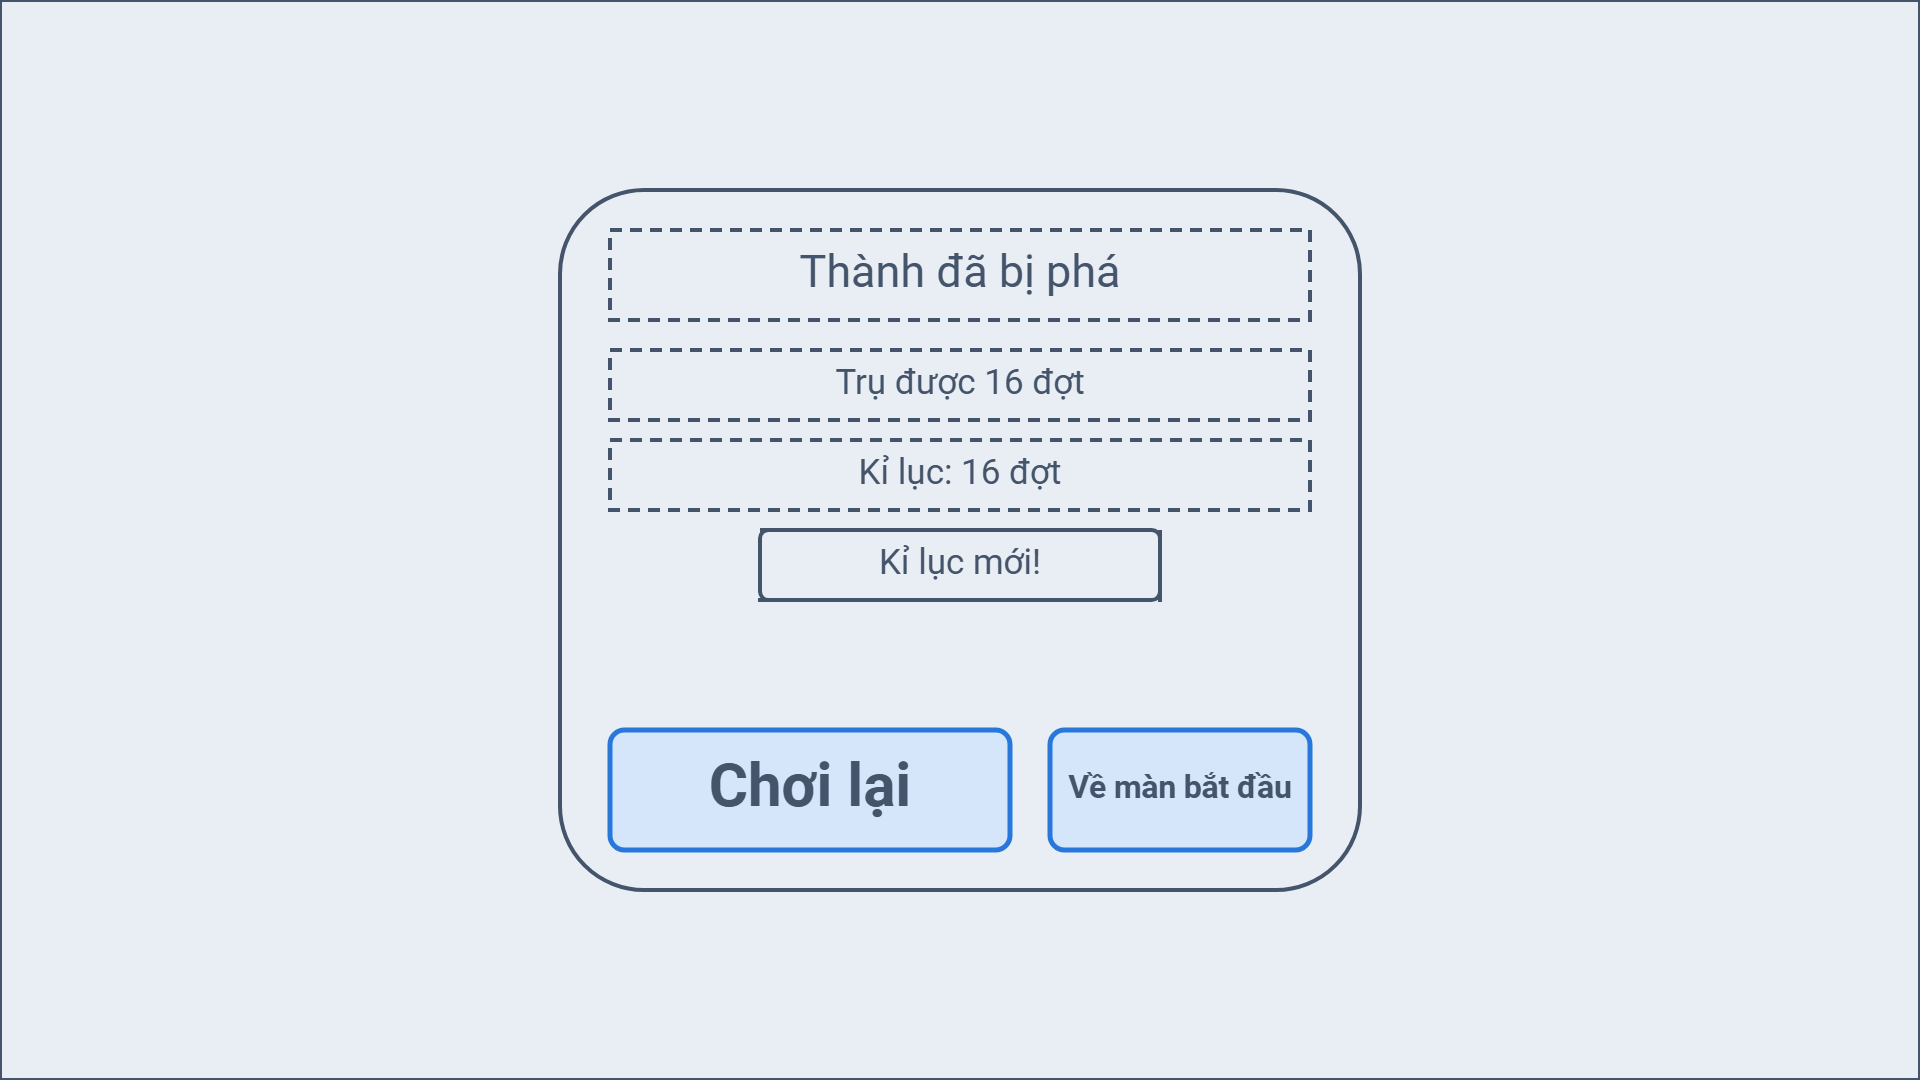 Thành đã bị phá
Trụ được 16 đợt
Kỉ lục: 16 đợt
Kỉ lục mới!
Chơi lại
Về màn bắt đầu